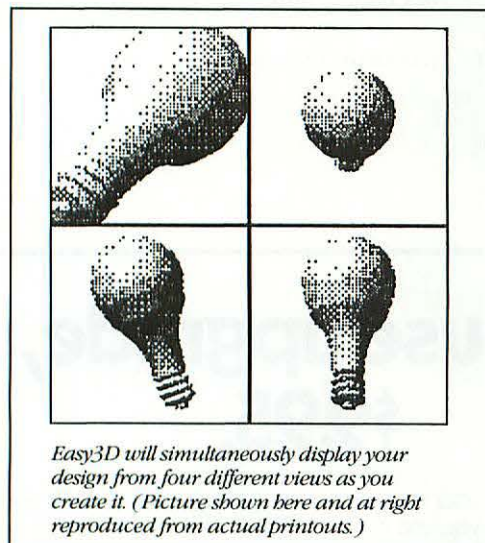 Easy3D will simultaneously display your
design from four different views as you
create it. (Picture shown here and at right
reproduced from actual printouts.)